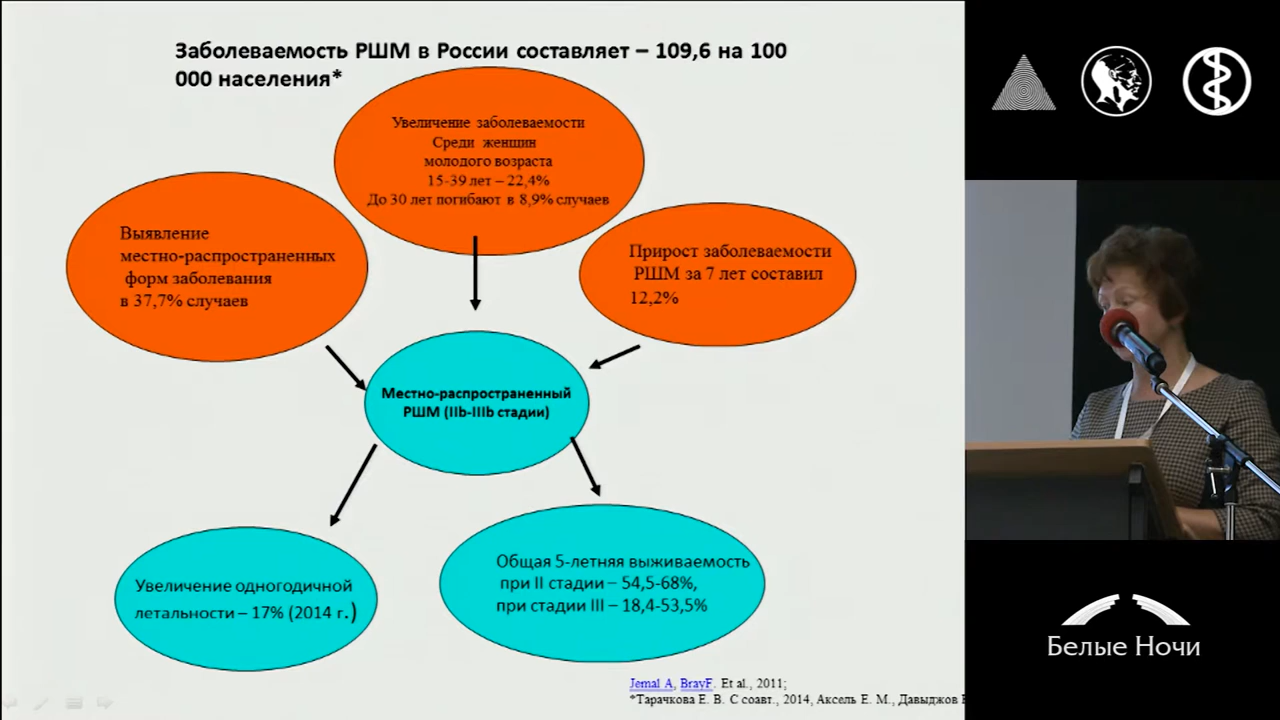 Заболеваемость РШМ в России составляет – 109,6 на 100
000 населения*
Увеличение заболеваемости
Среди женщин
молодого возраста
15-39 лет – 22,4%
До 30 лет погибают в 8,9% случаев
Выявление
местно-распространенных
форм заболевания
в 37,7% случаев
Прирост заболеваемости
РШМ за 7 лет составил
12,2%
Местно-распространенный
РШМ (IIb-IIIb стадии)
Увеличение одногодичной
летальности – 17% (2014 г.)
Общая 5-летняя выживаемость
при II стадии – 54,5-68%,
при стадии III – 18,4-53,5%
Jemal A, BrayF. Et al., 2011;
*Тарачкова Е. В. С соавт., 2014, Аксель Е. М., Давыджов
Белые Ночи